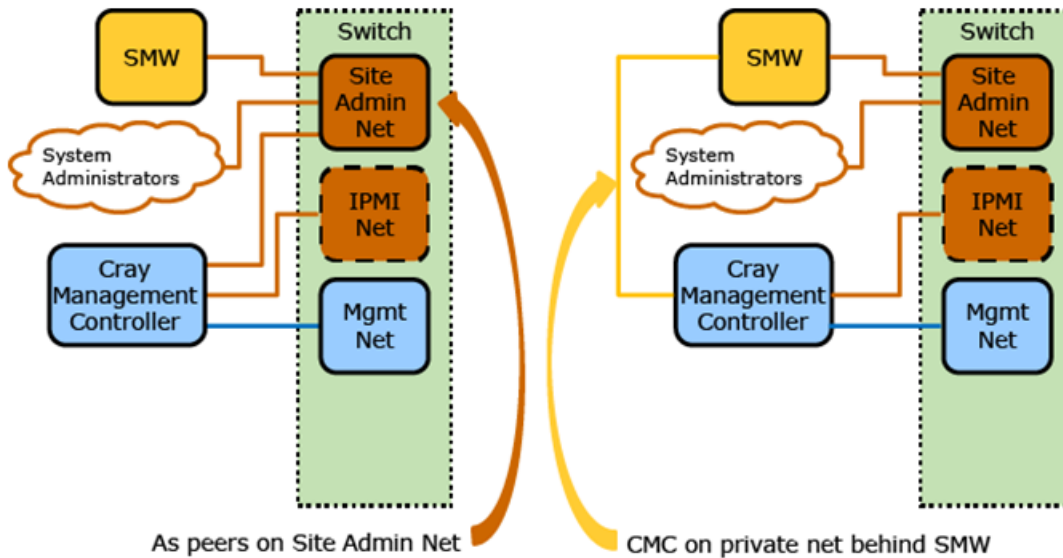 Switch
SMW
Site
Admin
Net
System
Administrators
IPMI
Net
Cray
Management
Controller
Mgmt
Net
As peers on Site Admin Net
Switch
SMW
Site
Admin
Net
System
Administrators
IPMI
Net
Cray
Management
Controller
Mgmt
Net
CMC on private net behind SMW